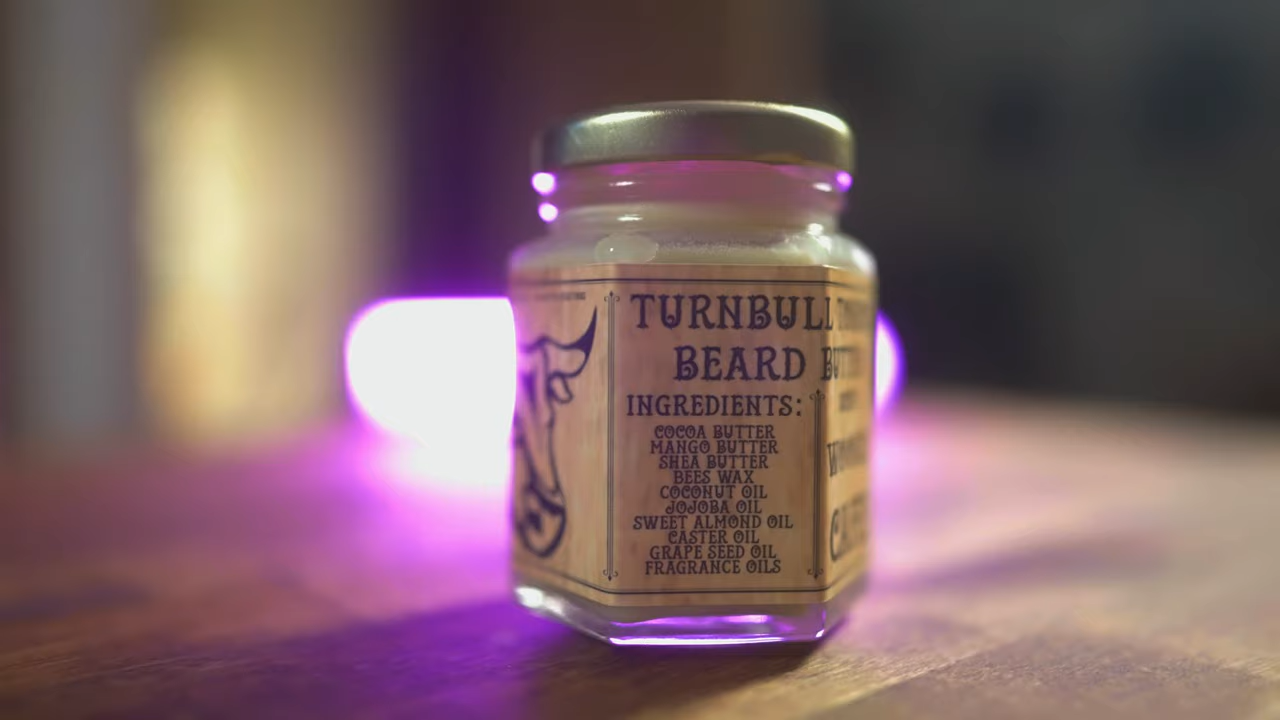 TURNBULL
BEARD
INGREDIENTS:
COCOA BUTTER
MANGO BUTTER
SHEA BUTTER
BEES WAX
COCONUT OIL
JOJOBA OIL
SWEET ALMOND OIL
CASTER OIL
GRAPE SEED OIL
FRAGRANCE OILS